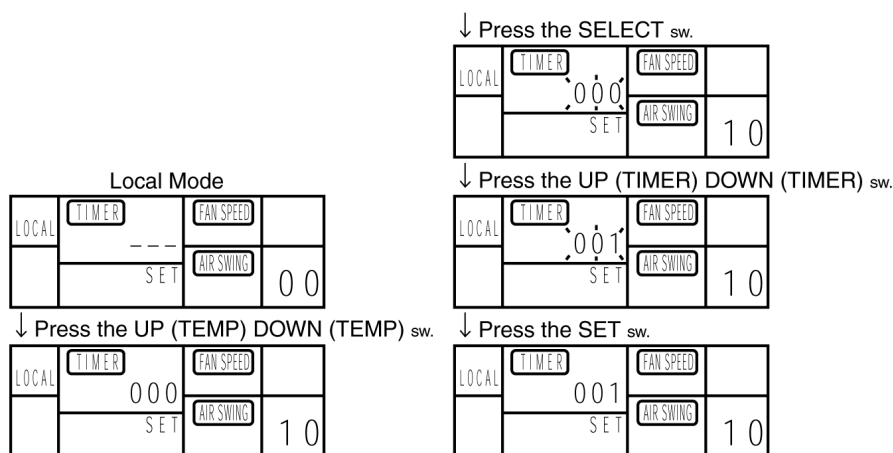 Local Mode
TIMER FAN SPEED
LOCAL
---
SET AIR SWING
00
↓ Press the UP (TEMP) DOWN (TEMP) sw.
TIMER FAN SPEED
LOCAL
000
SET AIR SWING
10
↓ Press the SELECT sw.
TIMER FAN SPEED
LOCAL
000
SET AIR SWING
10
↓ Press the UP (TIMER) DOWN (TIMER) sw.
TIMER FAN SPEED
LOCAL
001
SET AIR SWING
10
↓ Press the SET sw.
TIMER FAN SPEED
LOCAL
001
SET AIR SWING
10